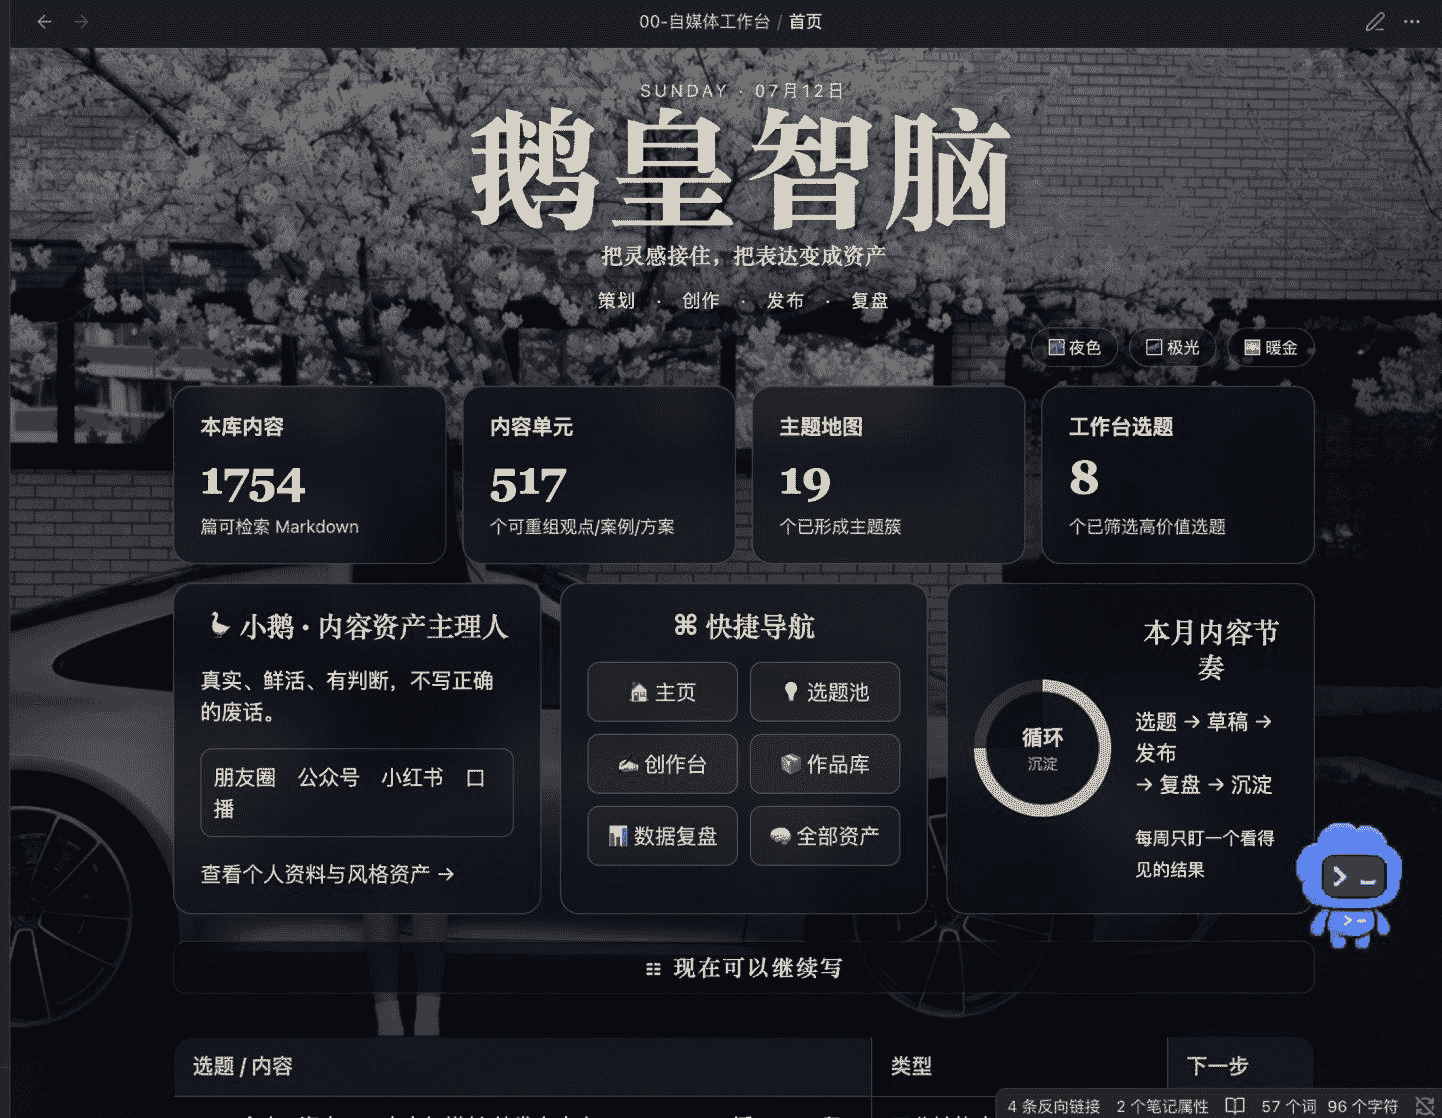 00-自媒体工作台 / 首页
SUNDAY · 07月12日
鹅皇智脑
把灵感接住，把表达变成资产
策划 · 创作 · 发布 · 复盘
夜色 极光 暖金
本库内容
1754
篇可检索 Markdown
内容单元
517
个可重组观点/案例/方案
主题地图
19
个已形成主题簇
工作台选题
8
个已筛选高价值选题
小鹅·内容资产主理人
真实、鲜活、有判断，不写正确
的废话。
朋友圈 公众号 小红书 口
播
查看个人资料与风格资产 →
⌘ 快捷导航
主页 选题池
创作台 作品库
数据复盘 全部资产
本月内容节
奏
循环
沉淀
选题 → 草稿 →
发布
→ 复盘 → 沉淀
每周只盯一个看得
见的结果
现在可以继续写
选题 / 内容 类型 下一步
4 条反向链接 2 个笔记属性 57 个词 96 个字符